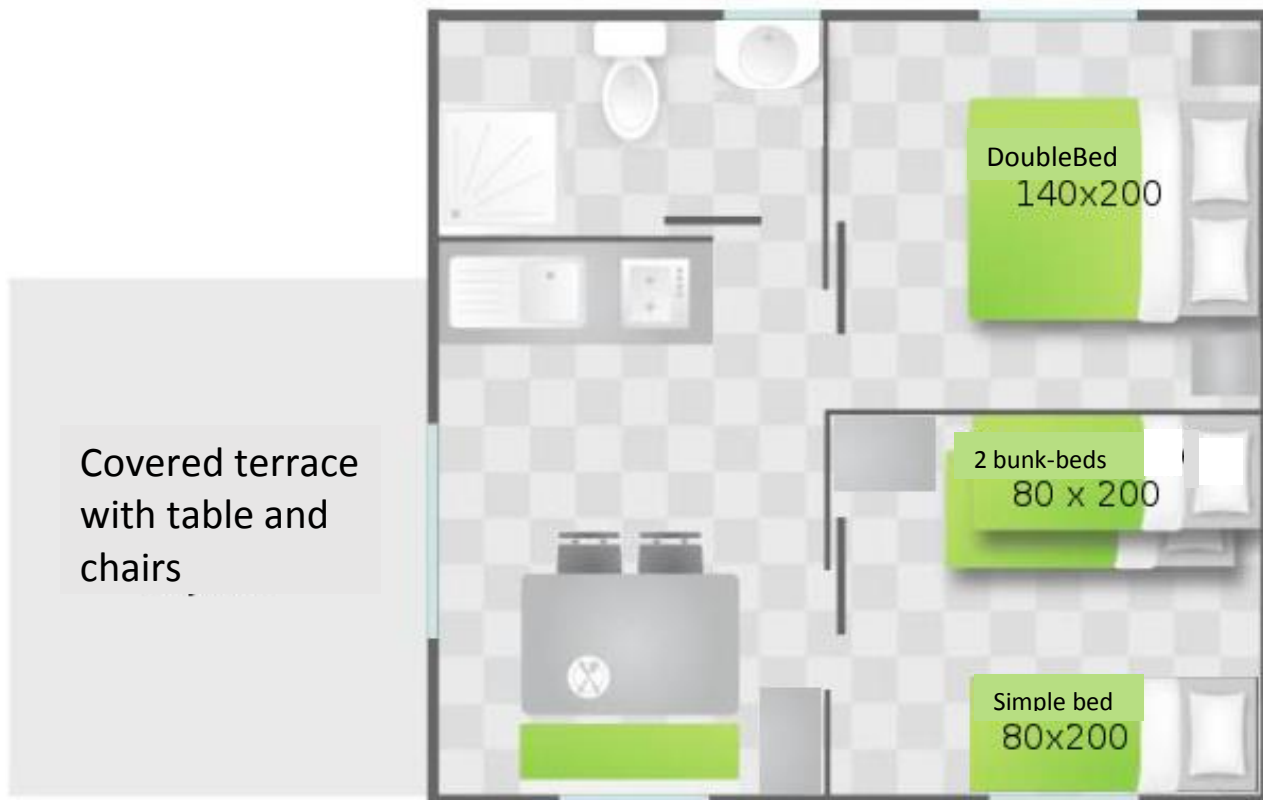 DoubleBed
140x200
Covered terrace
with table and
chairs
2 bunk-beds
80 x 200
Simple bed
80x200